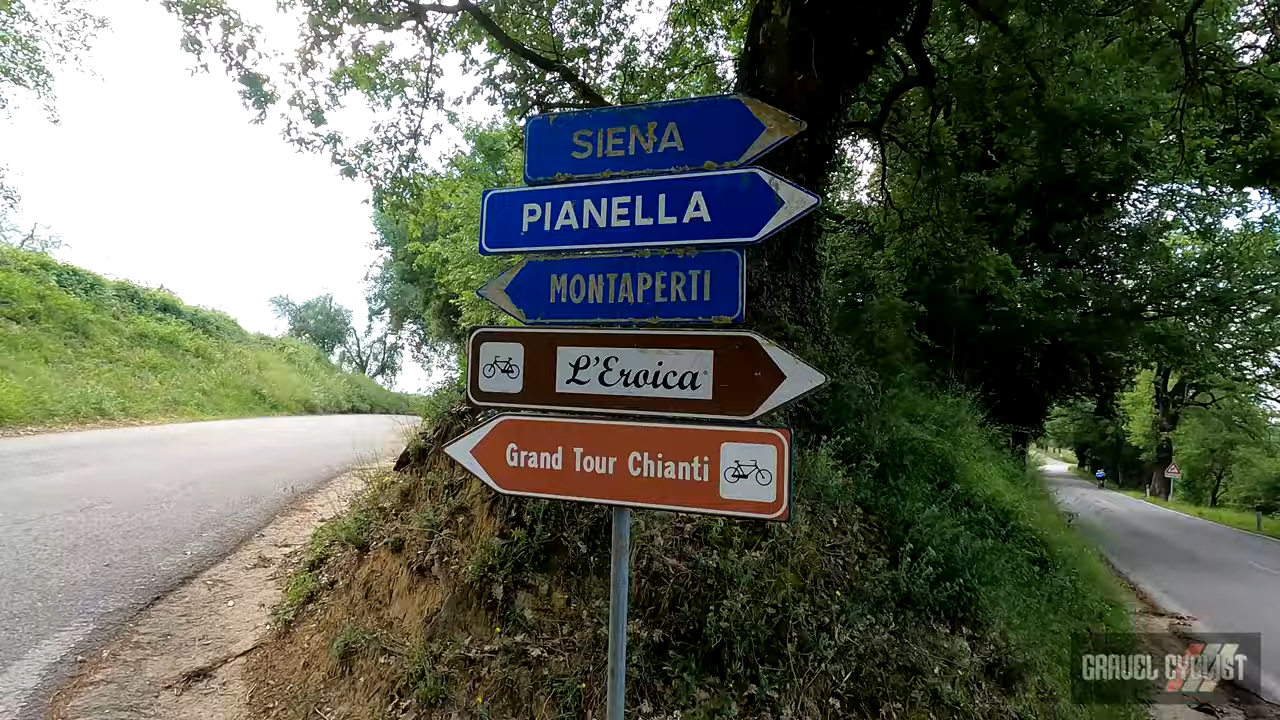 SIENA
PIANELLA
MONTAPERTI
L'Eroica
Grand Tour Chianti
GRAVEL CYCLIST